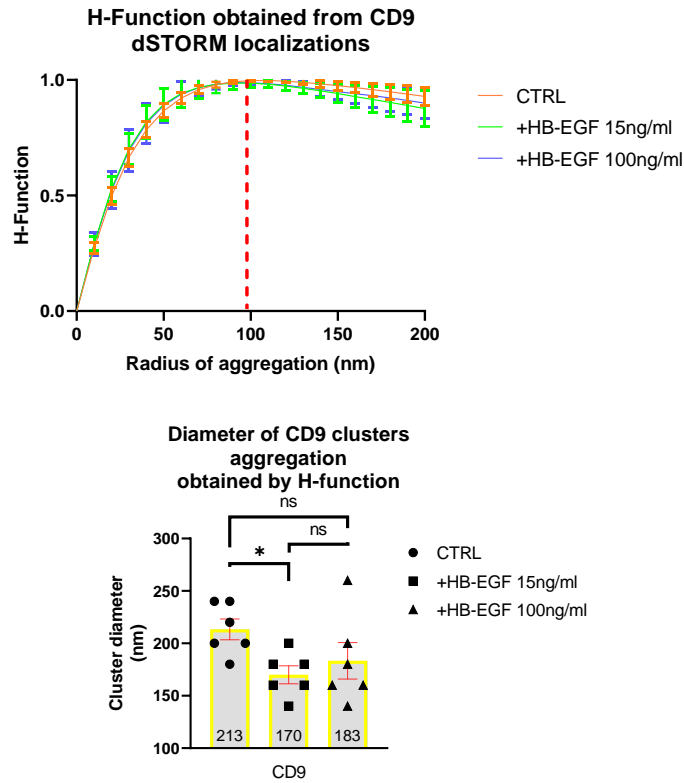 H-Function obtained from CD9
dSTORM localizations
1.0
0.5
0.0
H-Function
0
50
100
150
200
Radius of aggregation (nm)
CTRL
+HB-EGF 15ng/ml
+HB-EGF 100ng/ml
Diameter of CD9 clusters
aggregation
obtained by H-function
ns
ns
*
300
250
200
150
100
Cluster diameter
(nm)
213
170
183
CD9
CTRL
+HB-EGF 15ng/ml
+HB-EGF 100ng/ml